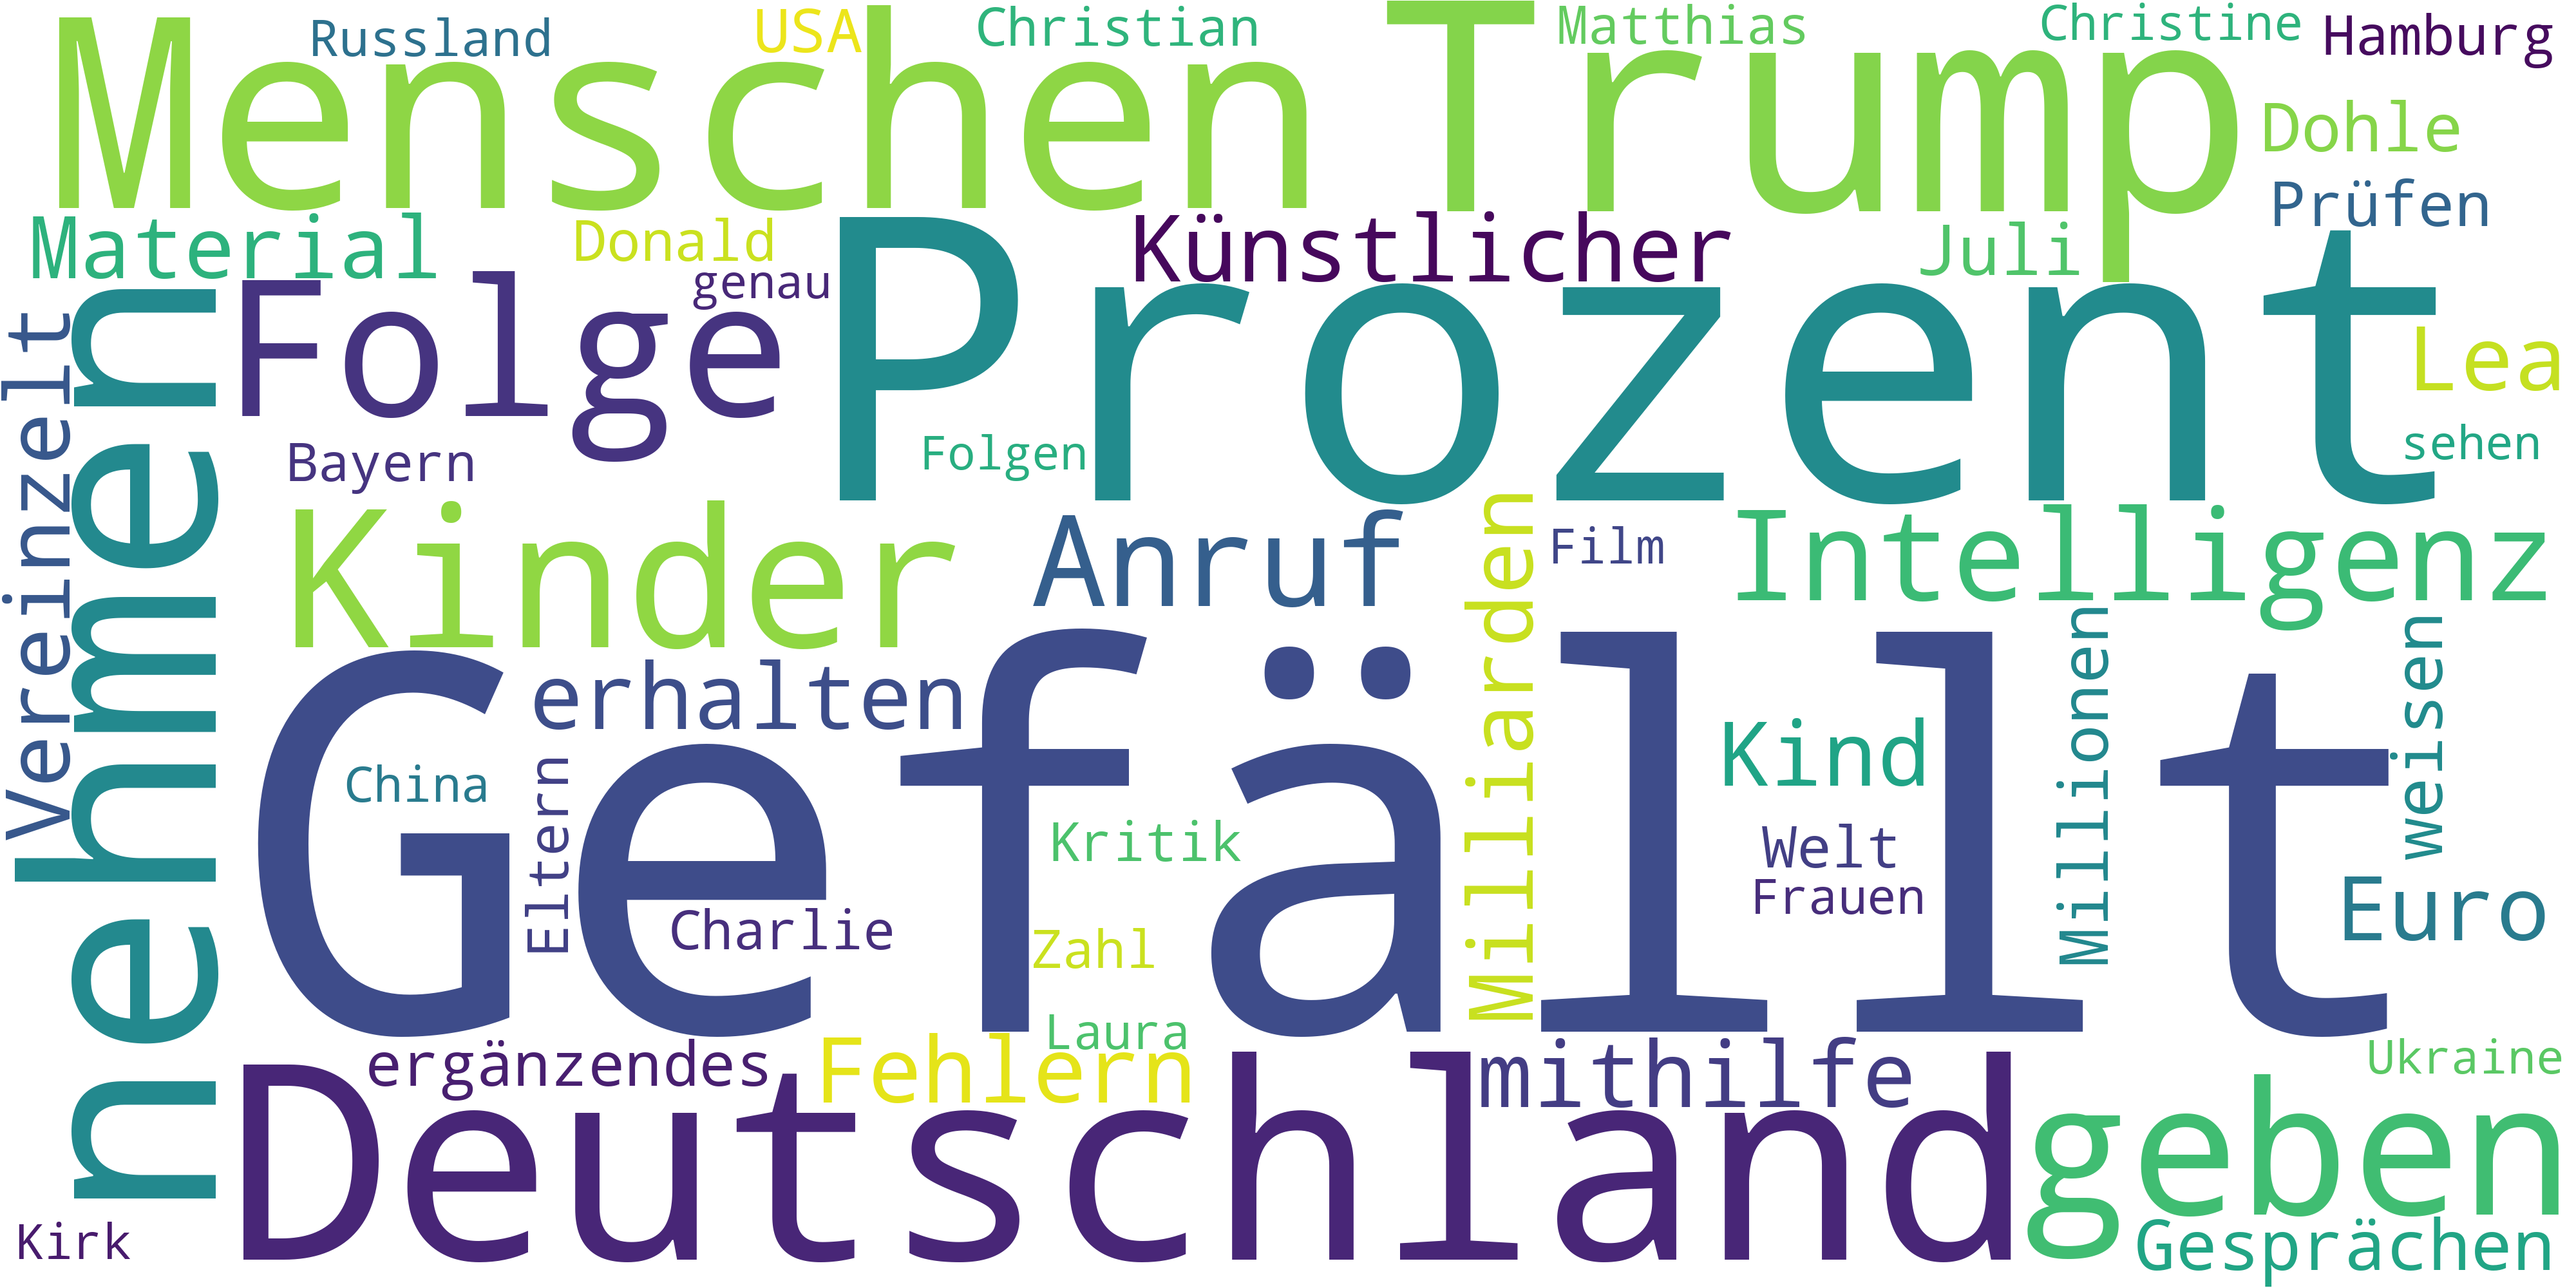 Menschen
Russland
USA
Christian
Trump
Matthias
Christine
Hamburg
Dohle
Prüfen
Material
Donald
genau
Künstlicher
Juli
Folge
Prozent
Lea
sehen
Vereinzelt
nehmen
Bayern
Folgen
Kinder
Anruf
Milliarden
Film
Intelligenz
erhalten
Gefällt
Kind
Millionen
weisen
China
Eltern
Kritik
Welt
Frauen
Euro
Charlie
Zahl
Laura
ergänzendes
Fehlern
mithilfe
Ukraine
Deutschland
geben
Kirk
Gesprächen